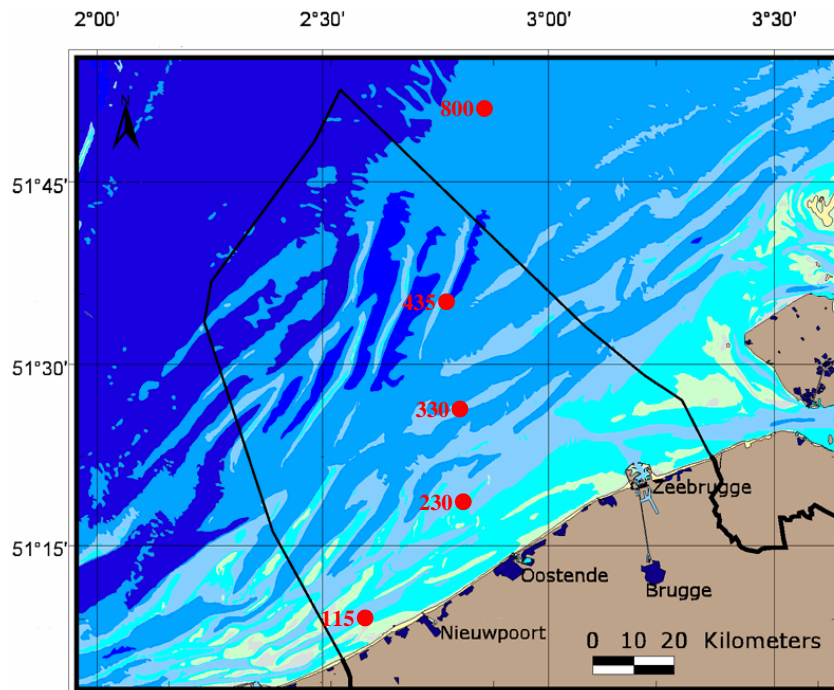 2°00' 2°30' 3°00' 3°30'
N
800
51°45'
435
51°30'
330
230
Zeebrugge
51°15'
Oostende
Brugge
115
Nieuwpoort
0 10 20 Kilometers